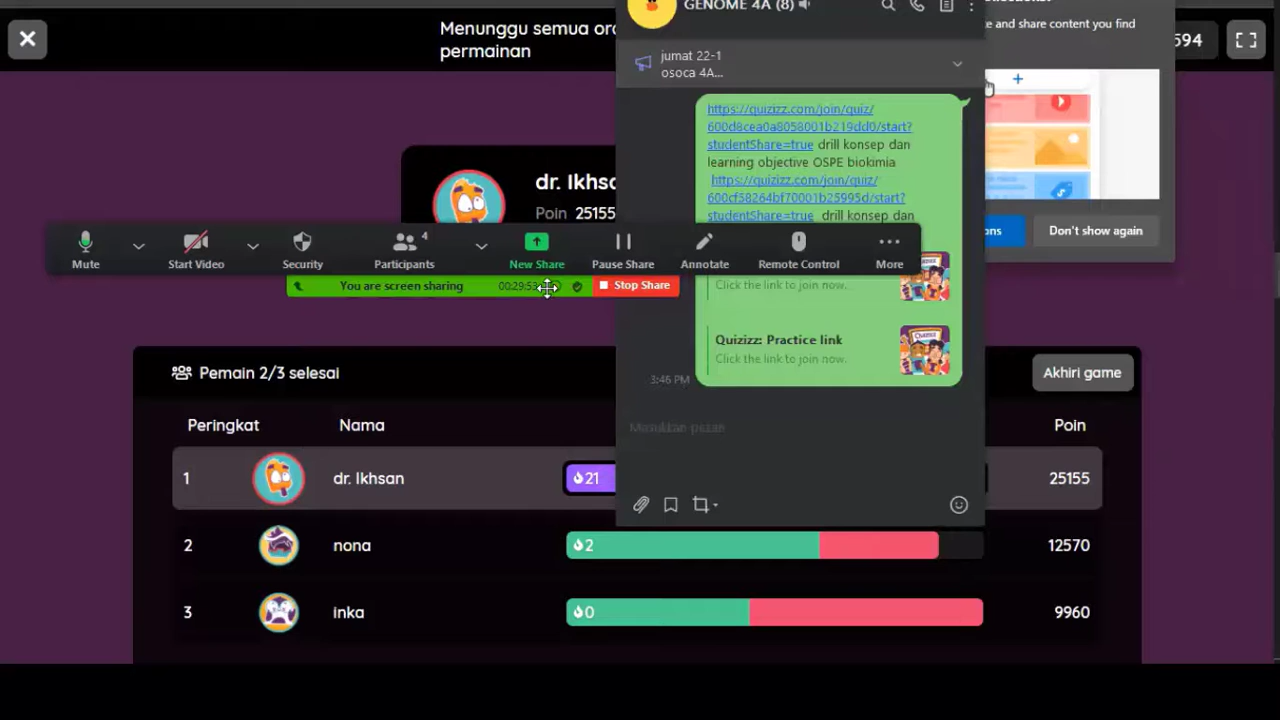 GENOME 4A (8)
e and share content you find
Menunggu semua
permainan
594
jumat 22-1
osoca 4A...
https://quizizz.com/join/quiz/
600d8cea0a8058001b219dd0/start?
studentShare=true drill konsep dan
learning objective OSPE biokimia
https://quizizz.com/join/quiz/
600cf58264bf70001b25995d/start?
studentShare=true drill konsep dan
dr. Ikhsa
Poin 25155
ons
Don't show again
4
Mute
Start Video
Security
Participants
New Share
Pause Share
Annotate
Remote Control
More
You are screen sharing
Stop Share
Click the link to join now.
Quizizz: Practice link
Click the link to join now.
3:46 PM
Pemain 2/3 selesai
Akhiri game
Peringkat
Nama
Poin
Masukkan pesan
1
dr. Ikhsan
21
25155
2
nona
2
12570
3
inka
0
9960